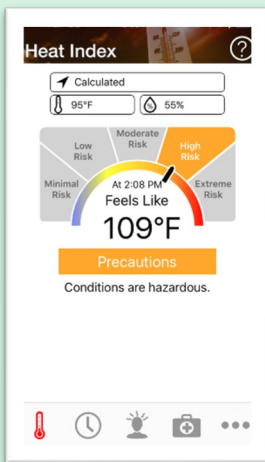 Heat Index ?
Calculated
95°F 55%
Moderate Risk
Low Risk
High Risk
Minimal Risk
Extreme Risk
At 2:08 PM
Feels Like
109°F
Precautions
Conditions are hazardous.